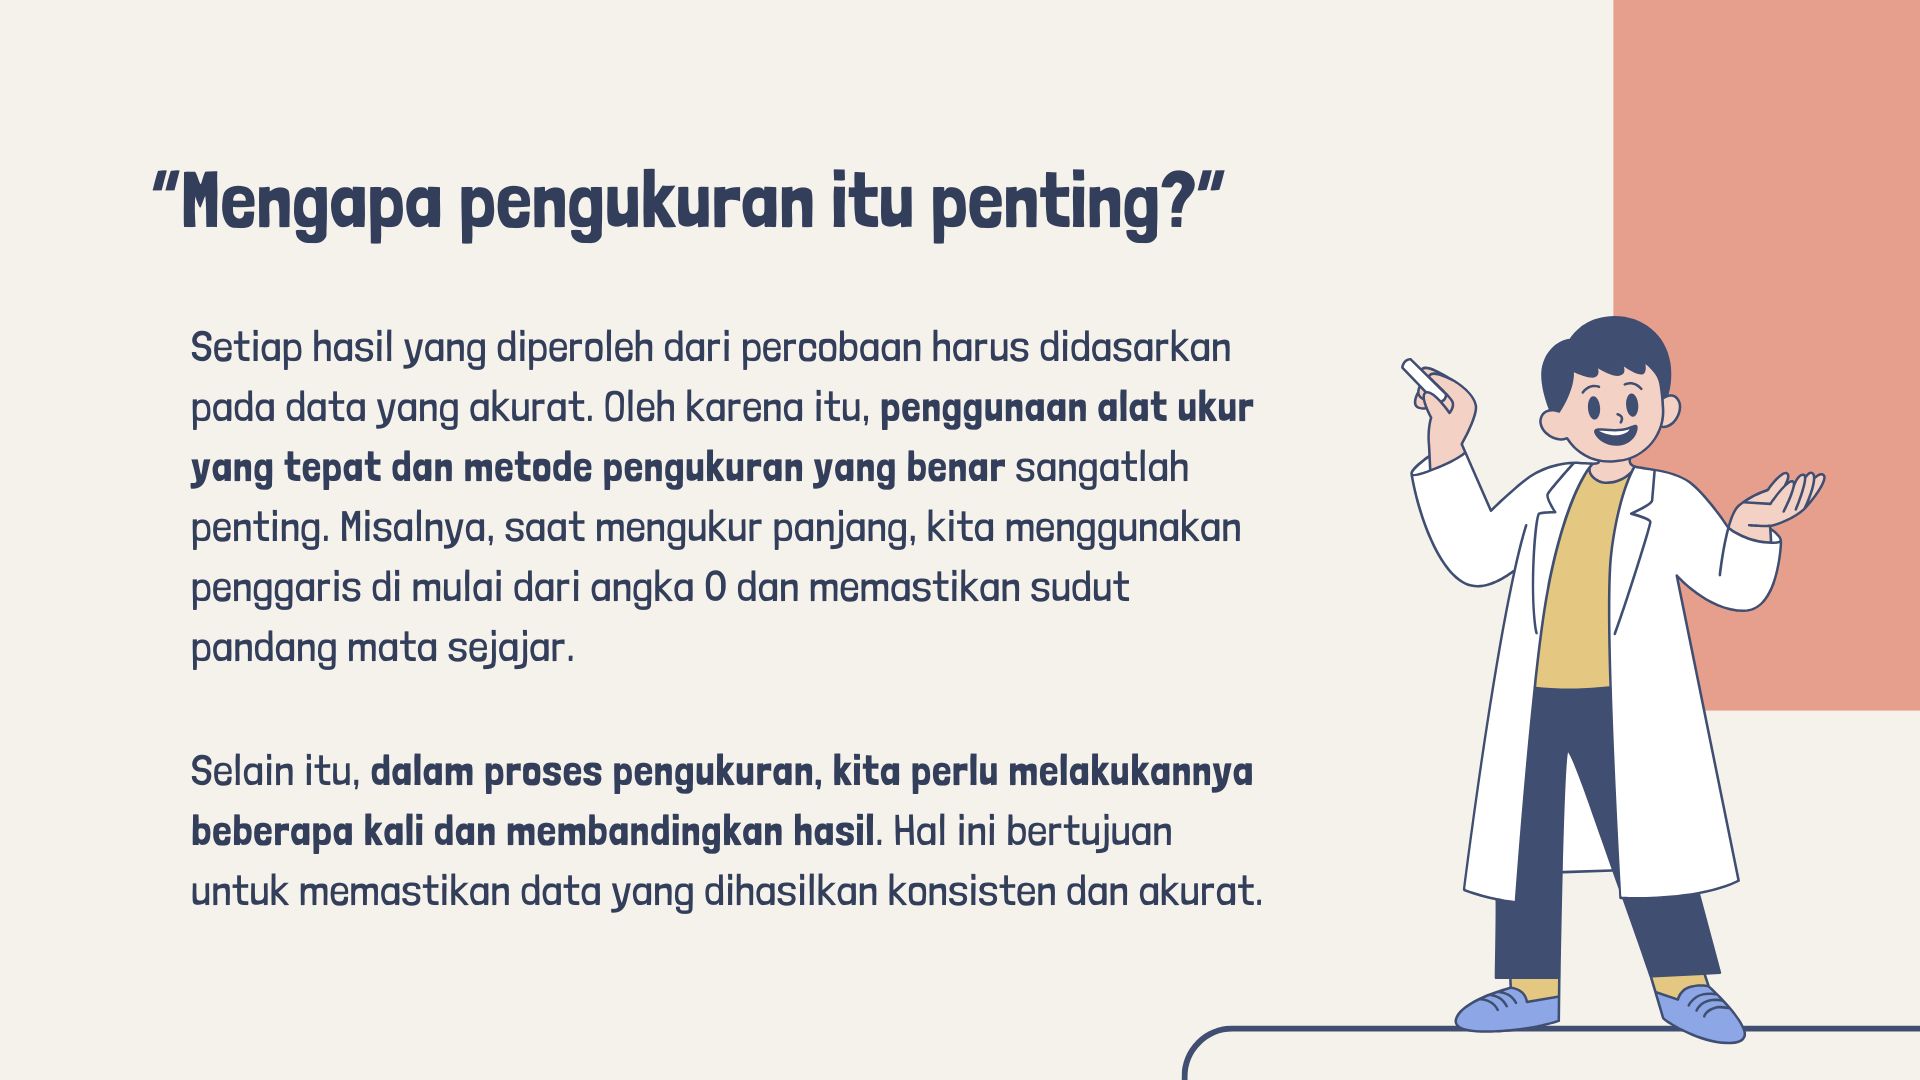 "Mengapa pengukuran itu penting?"
Setiap hasil yang diperoleh dari percobaan harus didasarkan
pada data yang akurat. Oleh karena itu, penggunaan alat ukur
yang tepat dan metode pengukuran yang benar sangatlah
penting. Misalnya, saat mengukur panjang, kita menggunakan
penggaris di mulai dari angka 0 dan memastikan sudut
pandang mata sejajar.
Selain itu, dalam proses pengukuran, kita perlu melakukannya
beberapa kali dan membandingkan hasil. Hal ini bertujuan
untuk memastikan data yang dihasilkan konsisten dan akurat.